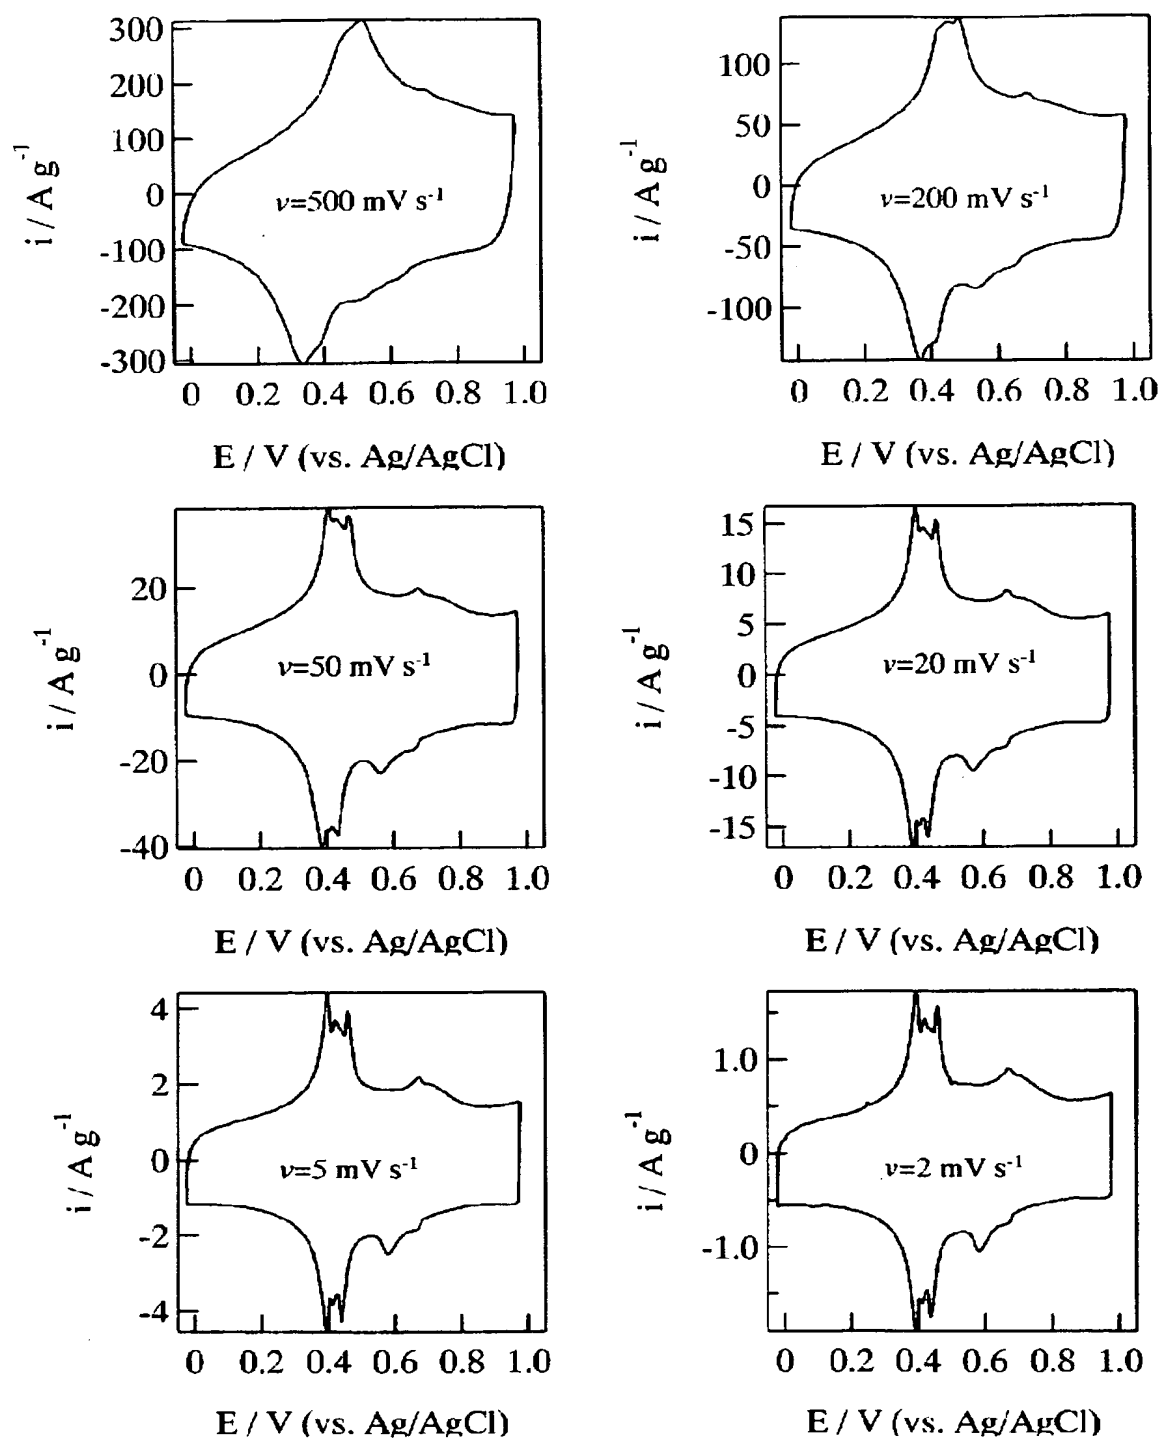 300
200
100
0
-100
-200
-300
i / A g-1
ν=500 mV s-1
0 0.2 0.4 0.6 0.8 1.0
E / V (vs. Ag/AgCl)
100
50
0
-50
-100
i / A g-1
ν=200 mV s-1
0 0.2 0.4 0.6 0.8 1.0
E / V (vs. Ag/AgCl)
20
0
-20
-40
i / A g-1
ν=50 mV s-1
0 0.2 0.4 0.6 0.8 1.0
E / V (vs. Ag/AgCl)
15
10
5
0
-5
-10
-15
i / A g-1
ν=20 mV s-1
0 0.2 0.4 0.6 0.8 1.0
E / V (vs. Ag/AgCl)
4
2
0
-2
-4
i / A g-1
ν=5 mV s-1
0 0.2 0.4 0.6 0.8 1.0
E / V (vs. Ag/AgCl)
1.0
0
-1.0
i / A g-1
ν=2 mV s-1
0 0.2 0.4 0.6 0.8 1.0
E / V (vs. Ag/AgCl)